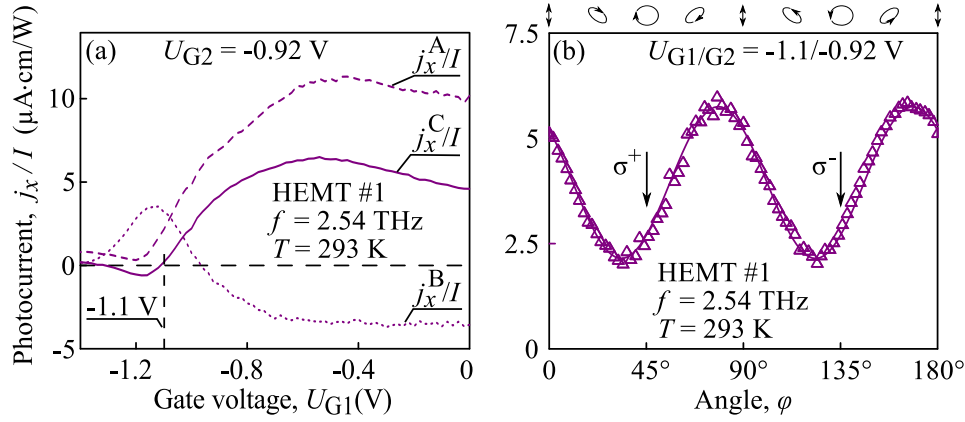 (a)
U_G2 = -0.92 V
j_x^A/I
j_x^C/I
j_x^B/I
HEMT #1
f = 2.54 THz
T = 293 K
-1.1 V
10
5
0
-5
-1.2
-0.8
-0.4
0
Photocurrent, j_x / I (μA·cm/W)
Gate voltage, U_G1(V)
(b)
U_G1/G2 = -1.1/-0.92 V
σ⁺
σ⁻
HEMT #1
f = 2.54 THz
T = 293 K
7.5
5
2.5
0
0
45°
90°
135°
180°
Angle, φ